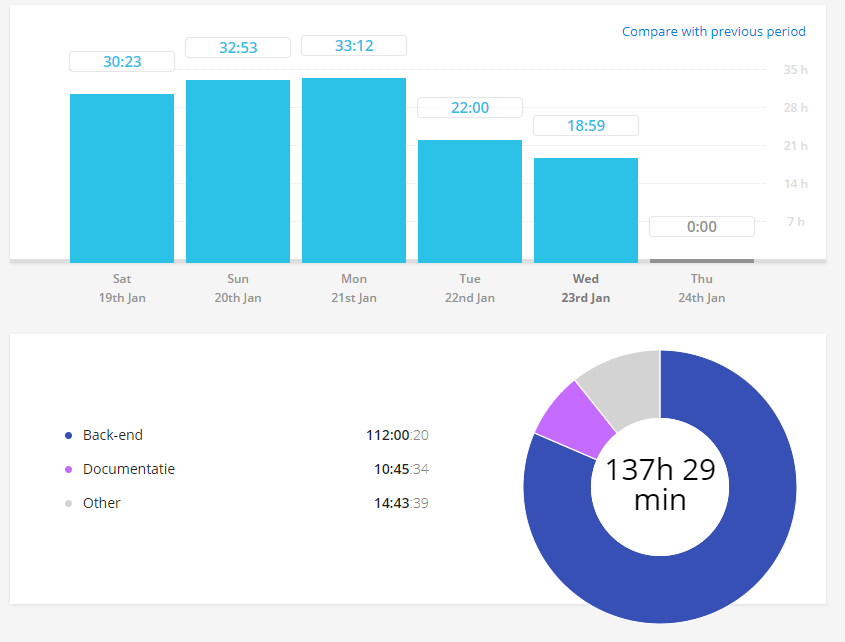 Compare with previous period
30:23
32:53
33:12
22:00
18:59
0:00
35 h
28 h
21 h
14 h
7 h
Sat
19th Jan
Sun
20th Jan
Mon
21st Jan
Tue
22nd Jan
Wed
23rd Jan
Thu
24th Jan
Back-end 112:00:20
Documentatie 10:45:34
Other 14:43:39
137h 29
min